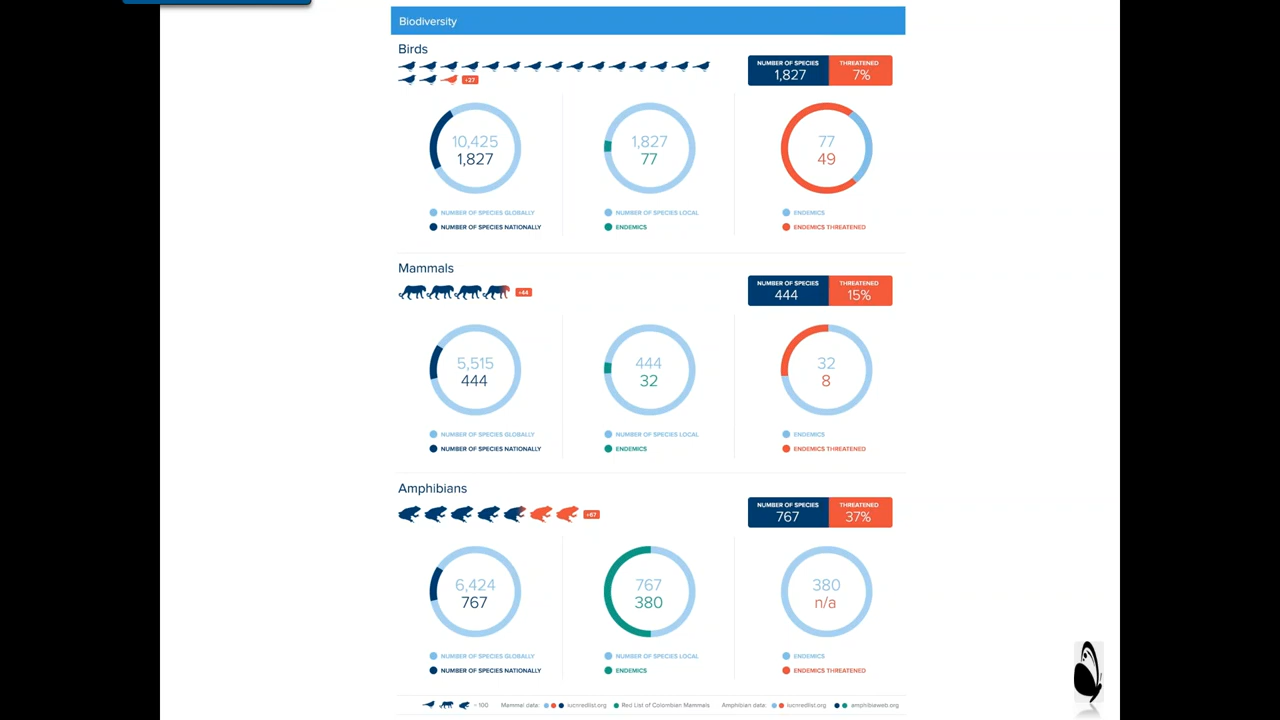 Biodiversity
Birds
+27
NUMBER OF SPECIES
1,827
THREATENED
7%
10,425
1,827
1,827
77
77
49
NUMBER OF SPECIES GLOBALLY
NUMBER OF SPECIES NATIONALLY
NUMBER OF SPECIES LOCAL
ENDEMICS
ENDEMICS
ENDEMICS THREATENED
Mammals
+44
NUMBER OF SPECIES
444
THREATENED
15%
5,515
444
444
32
32
8
NUMBER OF SPECIES GLOBALLY
NUMBER OF SPECIES NATIONALLY
NUMBER OF SPECIES LOCAL
ENDEMICS
ENDEMICS
ENDEMICS THREATENED
Amphibians
+67
NUMBER OF SPECIES
767
THREATENED
37%
6,424
767
767
380
380
n/a
NUMBER OF SPECIES GLOBALLY
NUMBER OF SPECIES NATIONALLY
NUMBER OF SPECIES LOCAL
ENDEMICS
ENDEMICS
ENDEMICS THREATENED
= 100 Mammal data: iucnredlist.org Red List of Colombian Mammals Amphibian data: iucnredlist.org amphibiaweb.org